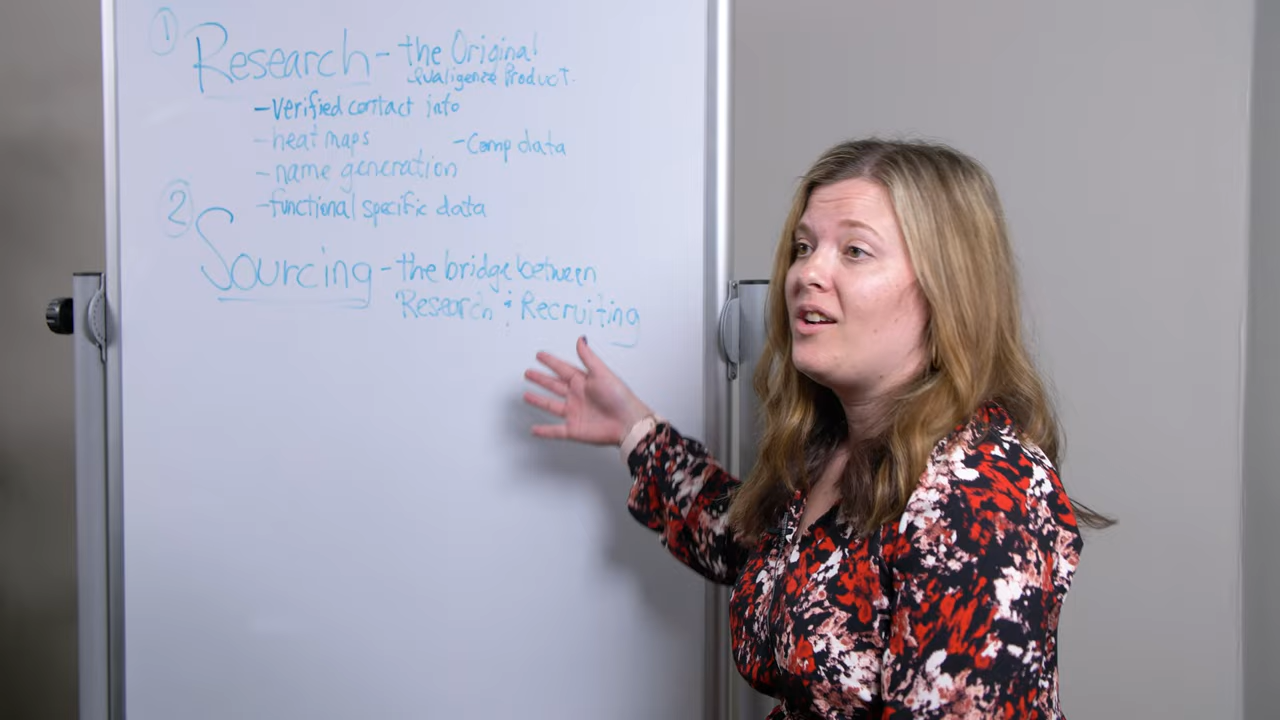 ① Research - the Original
Qualigence Product.
- Verified contact info
- heat maps - Comp data
- name generation
- functional specific data
② Sourcing - the bridge between
Research & Recruiting